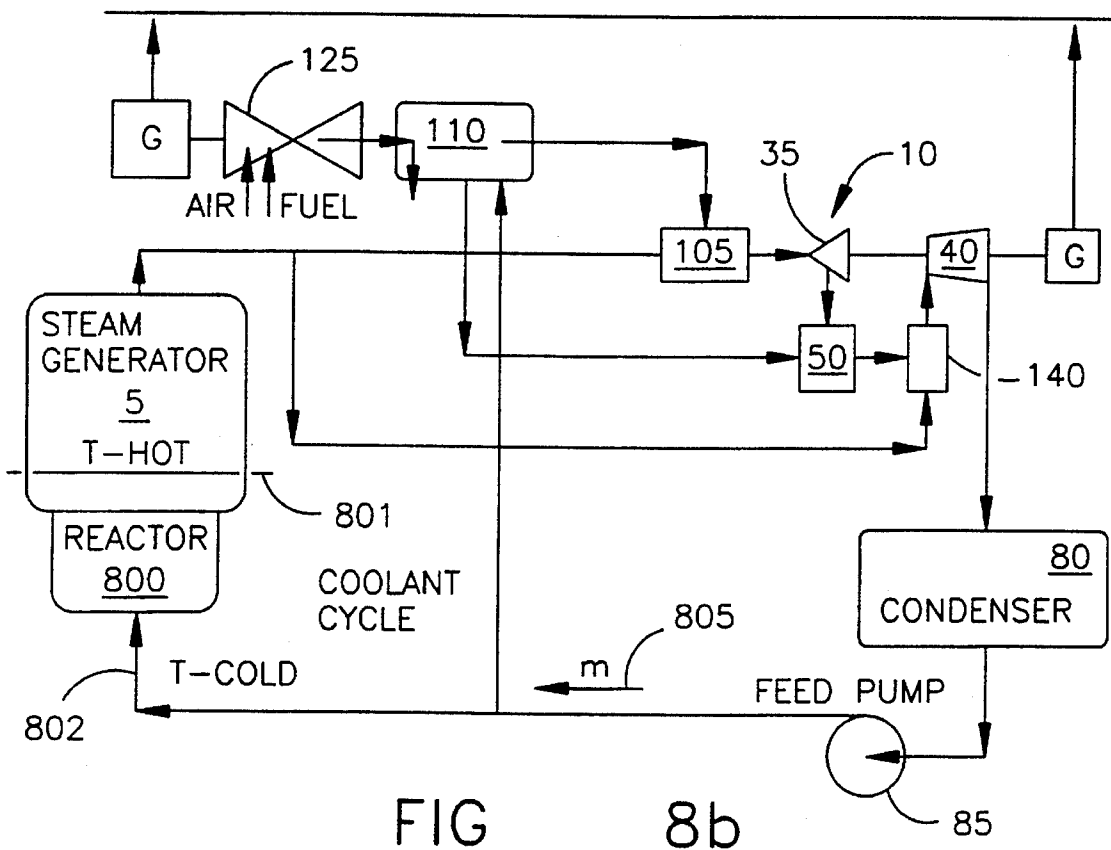 125
G
110
35
10
AIR
FUEL
105
40
G
STEAM
GENERATOR
5
50
140
T-HOT
801
REACTOR
800
COOLANT
CYCLE
80
CONDENSER
805
m
T-COLD
FEED PUMP
802
85
FIG 8b